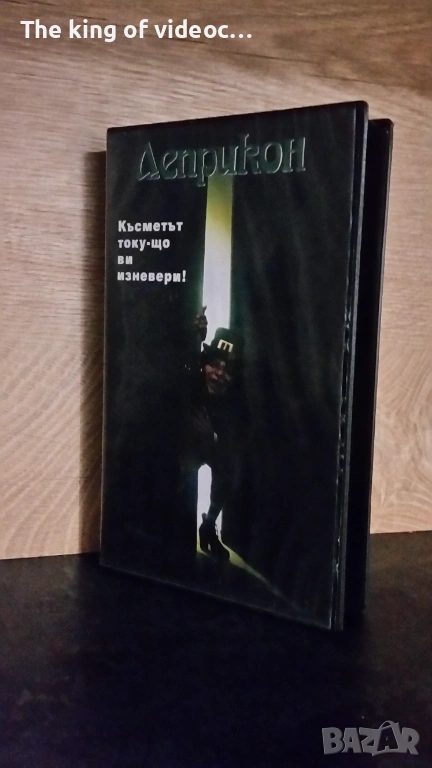 The king of videoc...
Леприкон
Късметът
току-що
ви
изневери!
BAZAR